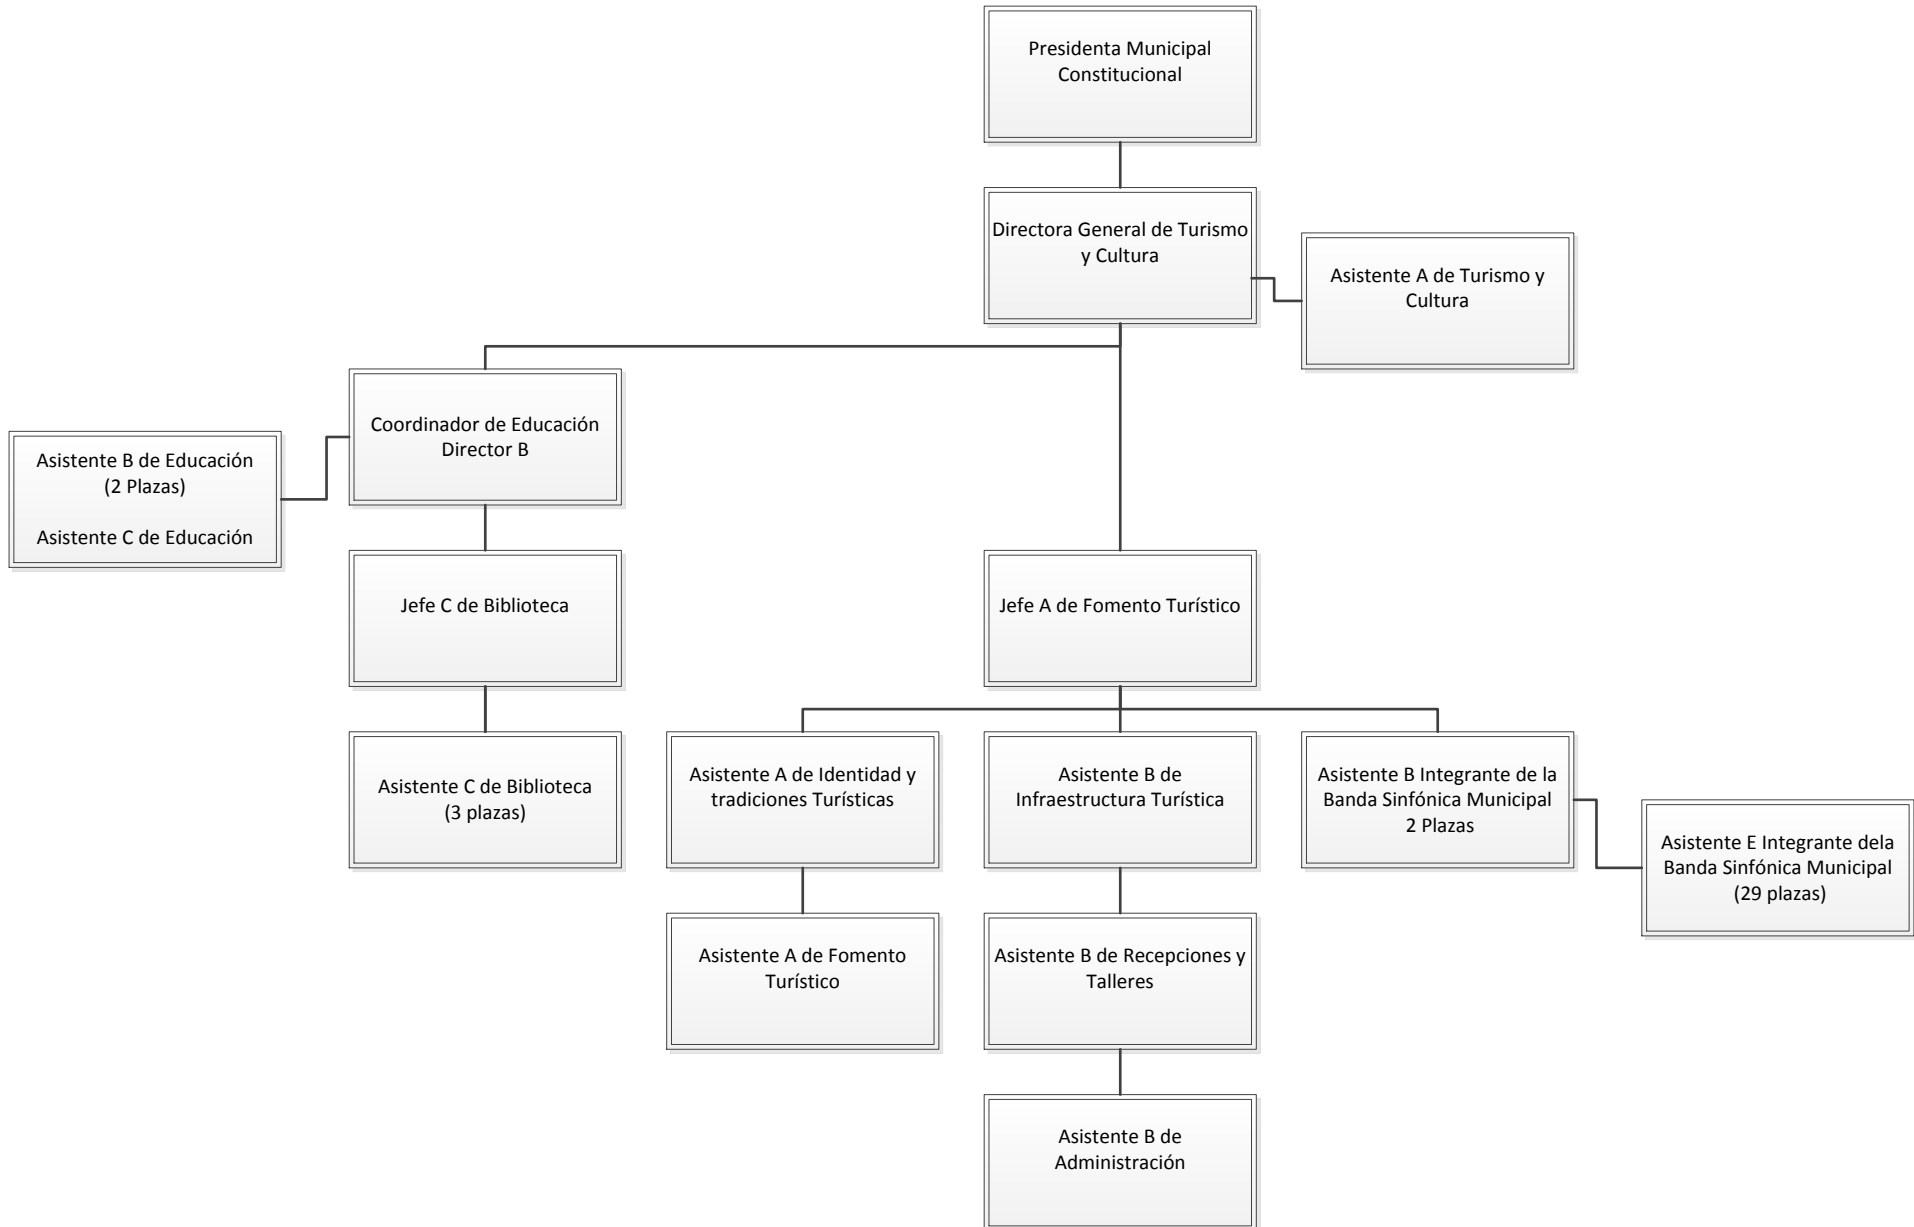 Presidenta Municipal
Constitucional
Directora General de Turismo
y Cultura
Asistente A de Turismo y
Cultura
Coordinador de Educación
Director B
Asistente B de Educación
(2 Plazas)
Asistente C de Educación
Jefe C de Biblioteca
Jefe A de Fomento Turístico
Asistente C de Biblioteca
(3 plazas)
Asistente A de Identidad y
tradiciones Turísticas
Asistente B de
Infraestructura Turística
Asistente B Integrante de la
Banda Sinfónica Municipal
2 Plazas
Asistente E Integrante dela
Banda Sinfónica Municipal
(29 plazas)
Asistente A de Fomento
Turístico
Asistente B de Recepciones y
Talleres
Asistente B de
Administración